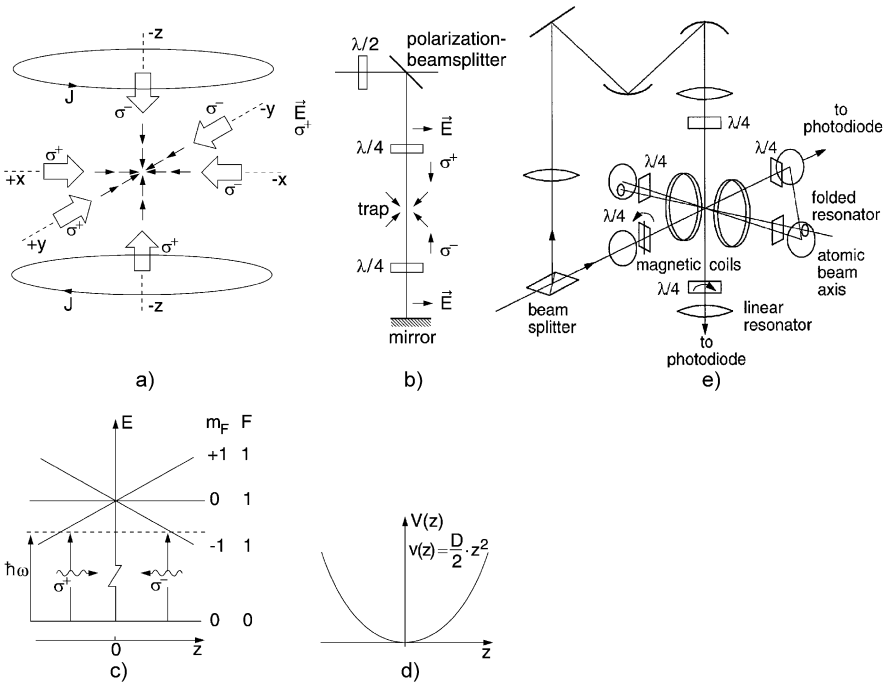 -z
J
σ⁻
σ⁻
-y
E⃗
σ⁺
σ⁺
+x
-x
σ⁻
σ⁺
+y
σ⁺
J
-z
a)
λ/2
polarization-
beamsplitter
E⃗
λ/4
σ⁺
trap
σ⁻
λ/4
E⃗
mirror
b)
λ/4
to
photodiode
λ/4
λ/4
λ/4
folded
resonator
magnetic coils
atomic
beam
axis
λ/4
beam
splitter
linear
resonator
to
photodiode
e)
E m_F F
+1 1
0 1
-1 1
ħω
σ⁺
σ⁻
0 0
0
z
c)
V(z)
v(z) = D/2 · z²
z
d)